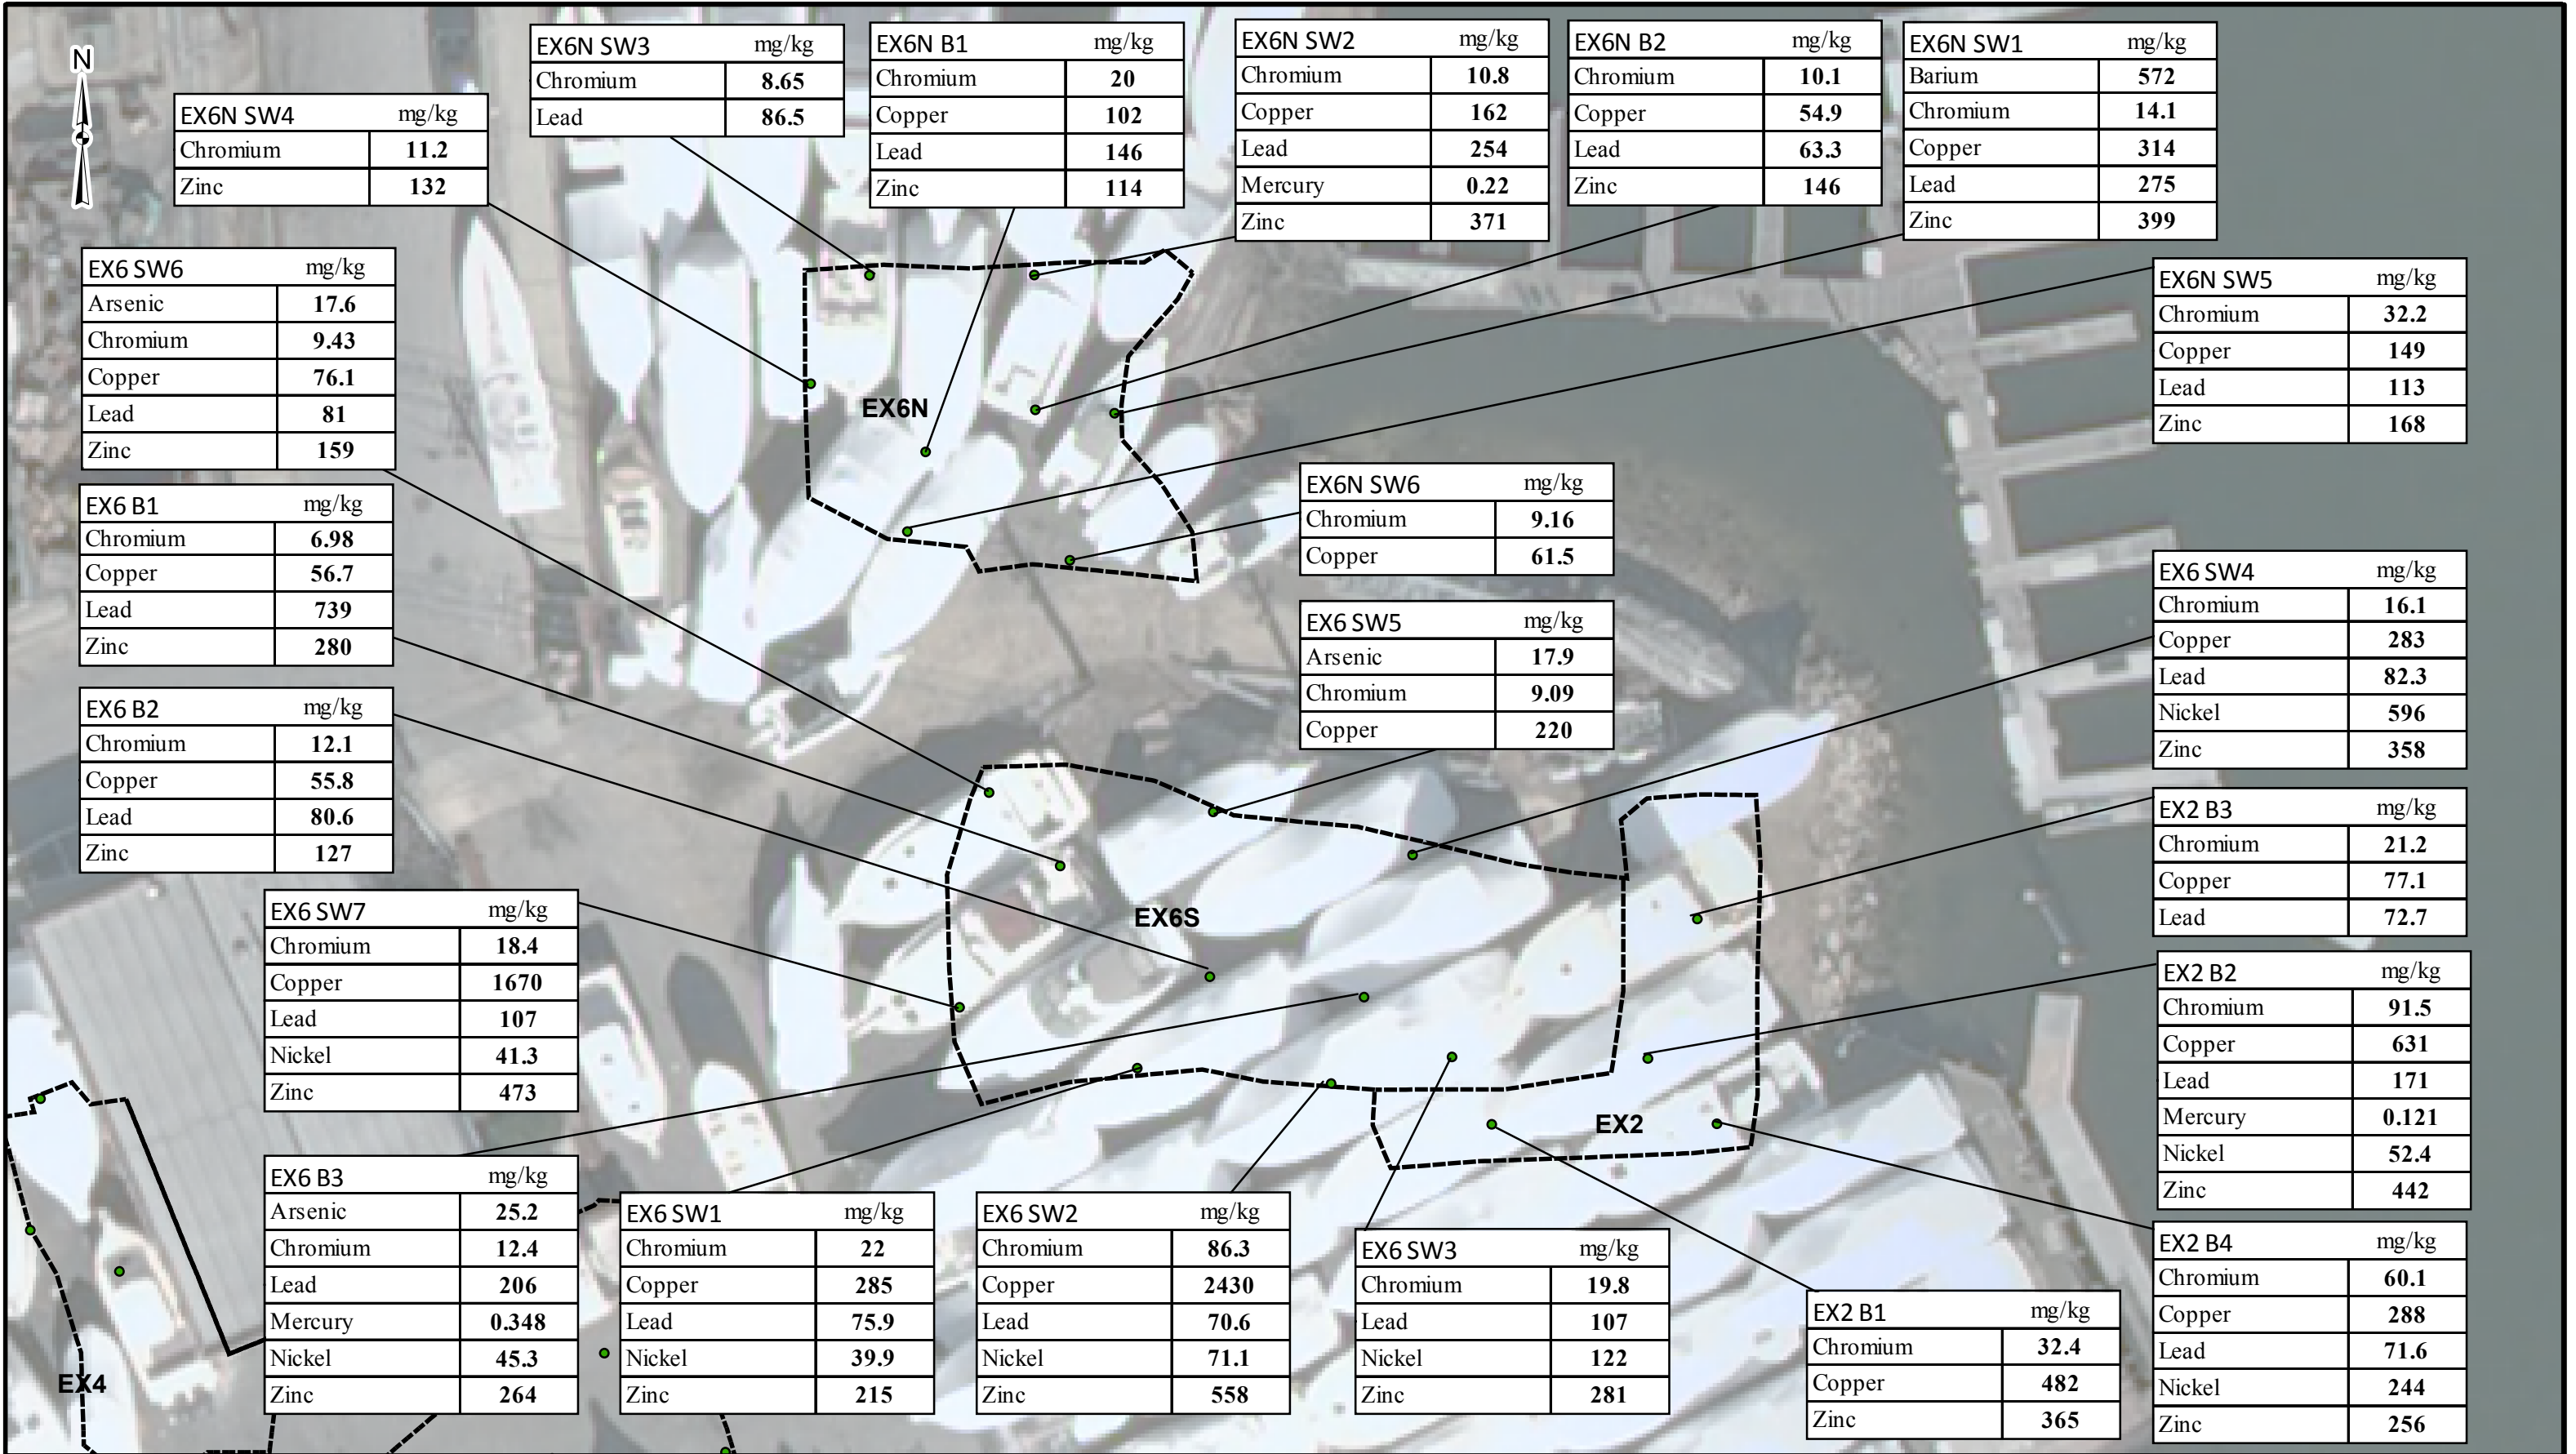 N
EX6N SW4 mg/kg
Chromium 11.2
Zinc 132
EX6N SW3 mg/kg
Chromium 8.65
Lead 86.5
EX6N B1 mg/kg
Chromium 20
Copper 102
Lead 146
Zinc 114
EX6N SW2 mg/kg
Chromium 10.8
Copper 162
Lead 254
Mercury 0.22
Zinc 371
EX6N B2 mg/kg
Chromium 10.1
Copper 54.9
Lead 63.3
Zinc 146
EX6N SW1 mg/kg
Barium 572
Chromium 14.1
Copper 314
Lead 275
Zinc 399
EX6 SW6 mg/kg
Arsenic 17.6
Chromium 9.43
Copper 76.1
Lead 81
Zinc 159
EX6N
EX6N SW5 mg/kg
Chromium 32.2
Copper 149
Lead 113
Zinc 168
EX6 B1 mg/kg
Chromium 6.98
Copper 56.7
Lead 739
Zinc 280
EX6N SW6 mg/kg
Chromium 9.16
Copper 61.5
EX6 SW5 mg/kg
Arsenic 17.9
Chromium 9.09
Copper 220
EX6 SW4 mg/kg
Chromium 16.1
Copper 283
Lead 82.3
Nickel 596
Zinc 358
EX6 B2 mg/kg
Chromium 12.1
Copper 55.8
Lead 80.6
Zinc 127
EX2 B3 mg/kg
Chromium 21.2
Copper 77.1
Lead 72.7
EX6 SW7 mg/kg
Chromium 18.4
Copper 1670
Lead 107
Nickel 41.3
Zinc 473
EX6S
EX2 B2 mg/kg
Chromium 91.5
Copper 631
Lead 171
Mercury 0.121
Nickel 52.4
Zinc 442
EX2
EX6 B3 mg/kg
Arsenic 25.2
Chromium 12.4
Lead 206
Mercury 0.348
Nickel 45.3
Zinc 264
EX6 SW1 mg/kg
Chromium 22
Copper 285
Lead 75.9
Nickel 39.9
Zinc 215
EX6 SW2 mg/kg
Chromium 86.3
Copper 2430
Lead 70.6
Nickel 71.1
Zinc 558
EX6 SW3 mg/kg
Chromium 19.8
Lead 107
Nickel 122
Zinc 281
EX2 B1 mg/kg
Chromium 32.4
Copper 482
Zinc 365
EX2 B4 mg/kg
Chromium 60.1
Copper 288
Lead 71.6
Nickel 244
Zinc 256
EX4